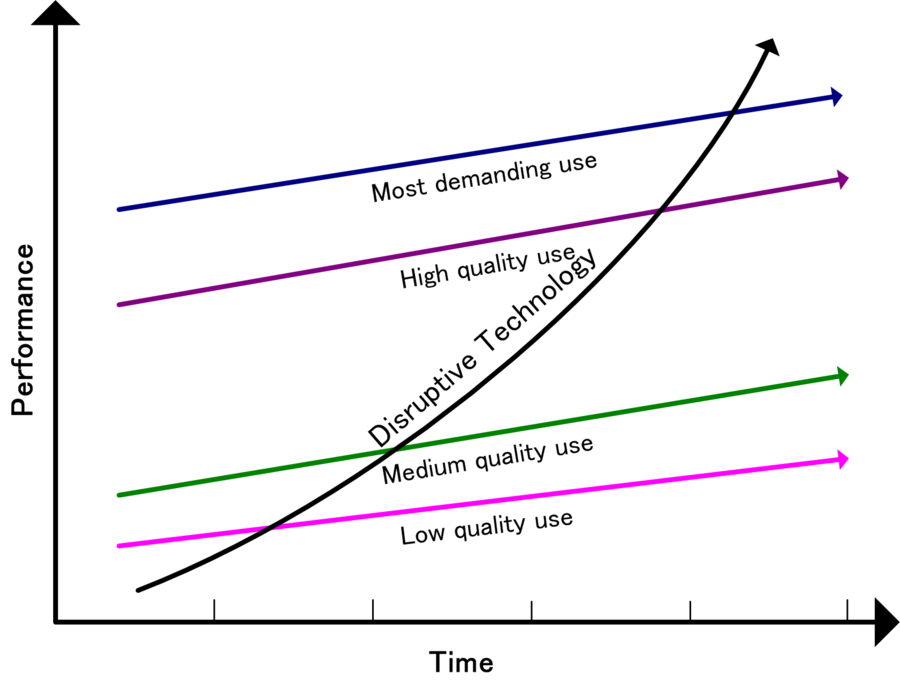 Most demanding use
High quality use
Disruptive Technology
Medium quality use
Low quality use
Performance
Time